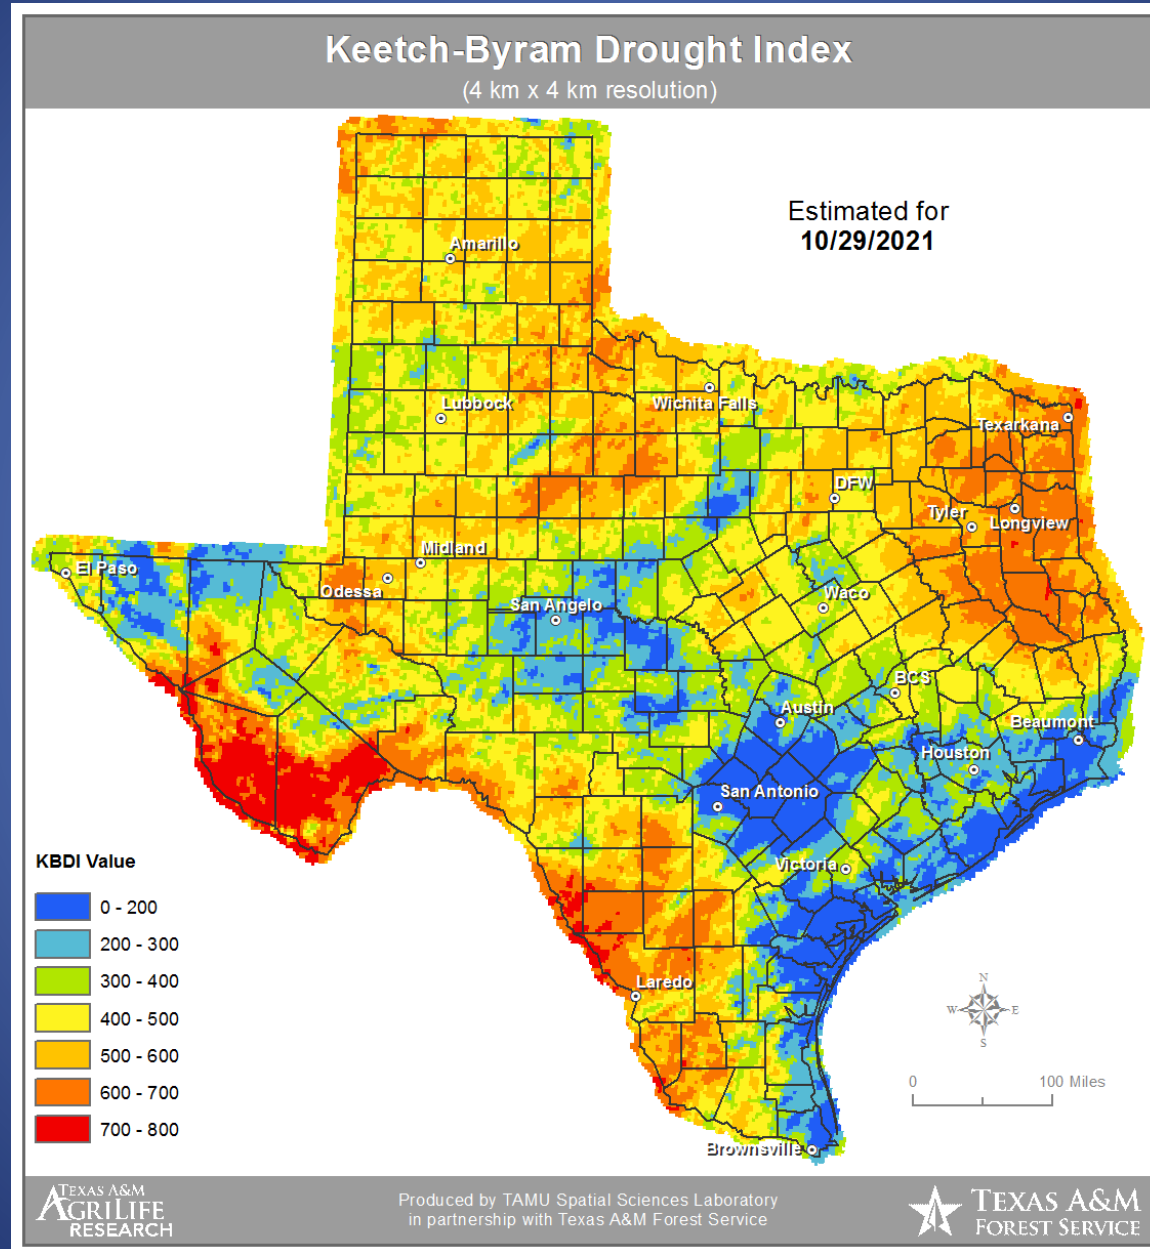 Keetch-Byram Drought Index
(4 km x 4 km resolution)
Estimated for
10/29/2021
Amarillo
Lubbock
Wichita Falls
Texarkana
DFW
Tyler
Longview
Midland
El Paso
Odessa
San Angelo
Waco
BCS
Austin
Beaumont
Houston
San Antonio
Victoria
Laredo
Brownsville
KBDI Value
0 - 200
200 - 300
300 - 400
400 - 500
500 - 600
600 - 700
700 - 800
N
W
E
S
0
100 Miles
TEXAS A&M
AGRILIFE
RESEARCH
Produced by TAMU Spatial Sciences Laboratory
in partnership with Texas A&M Forest Service
TEXAS A&M
FOREST SERVICE